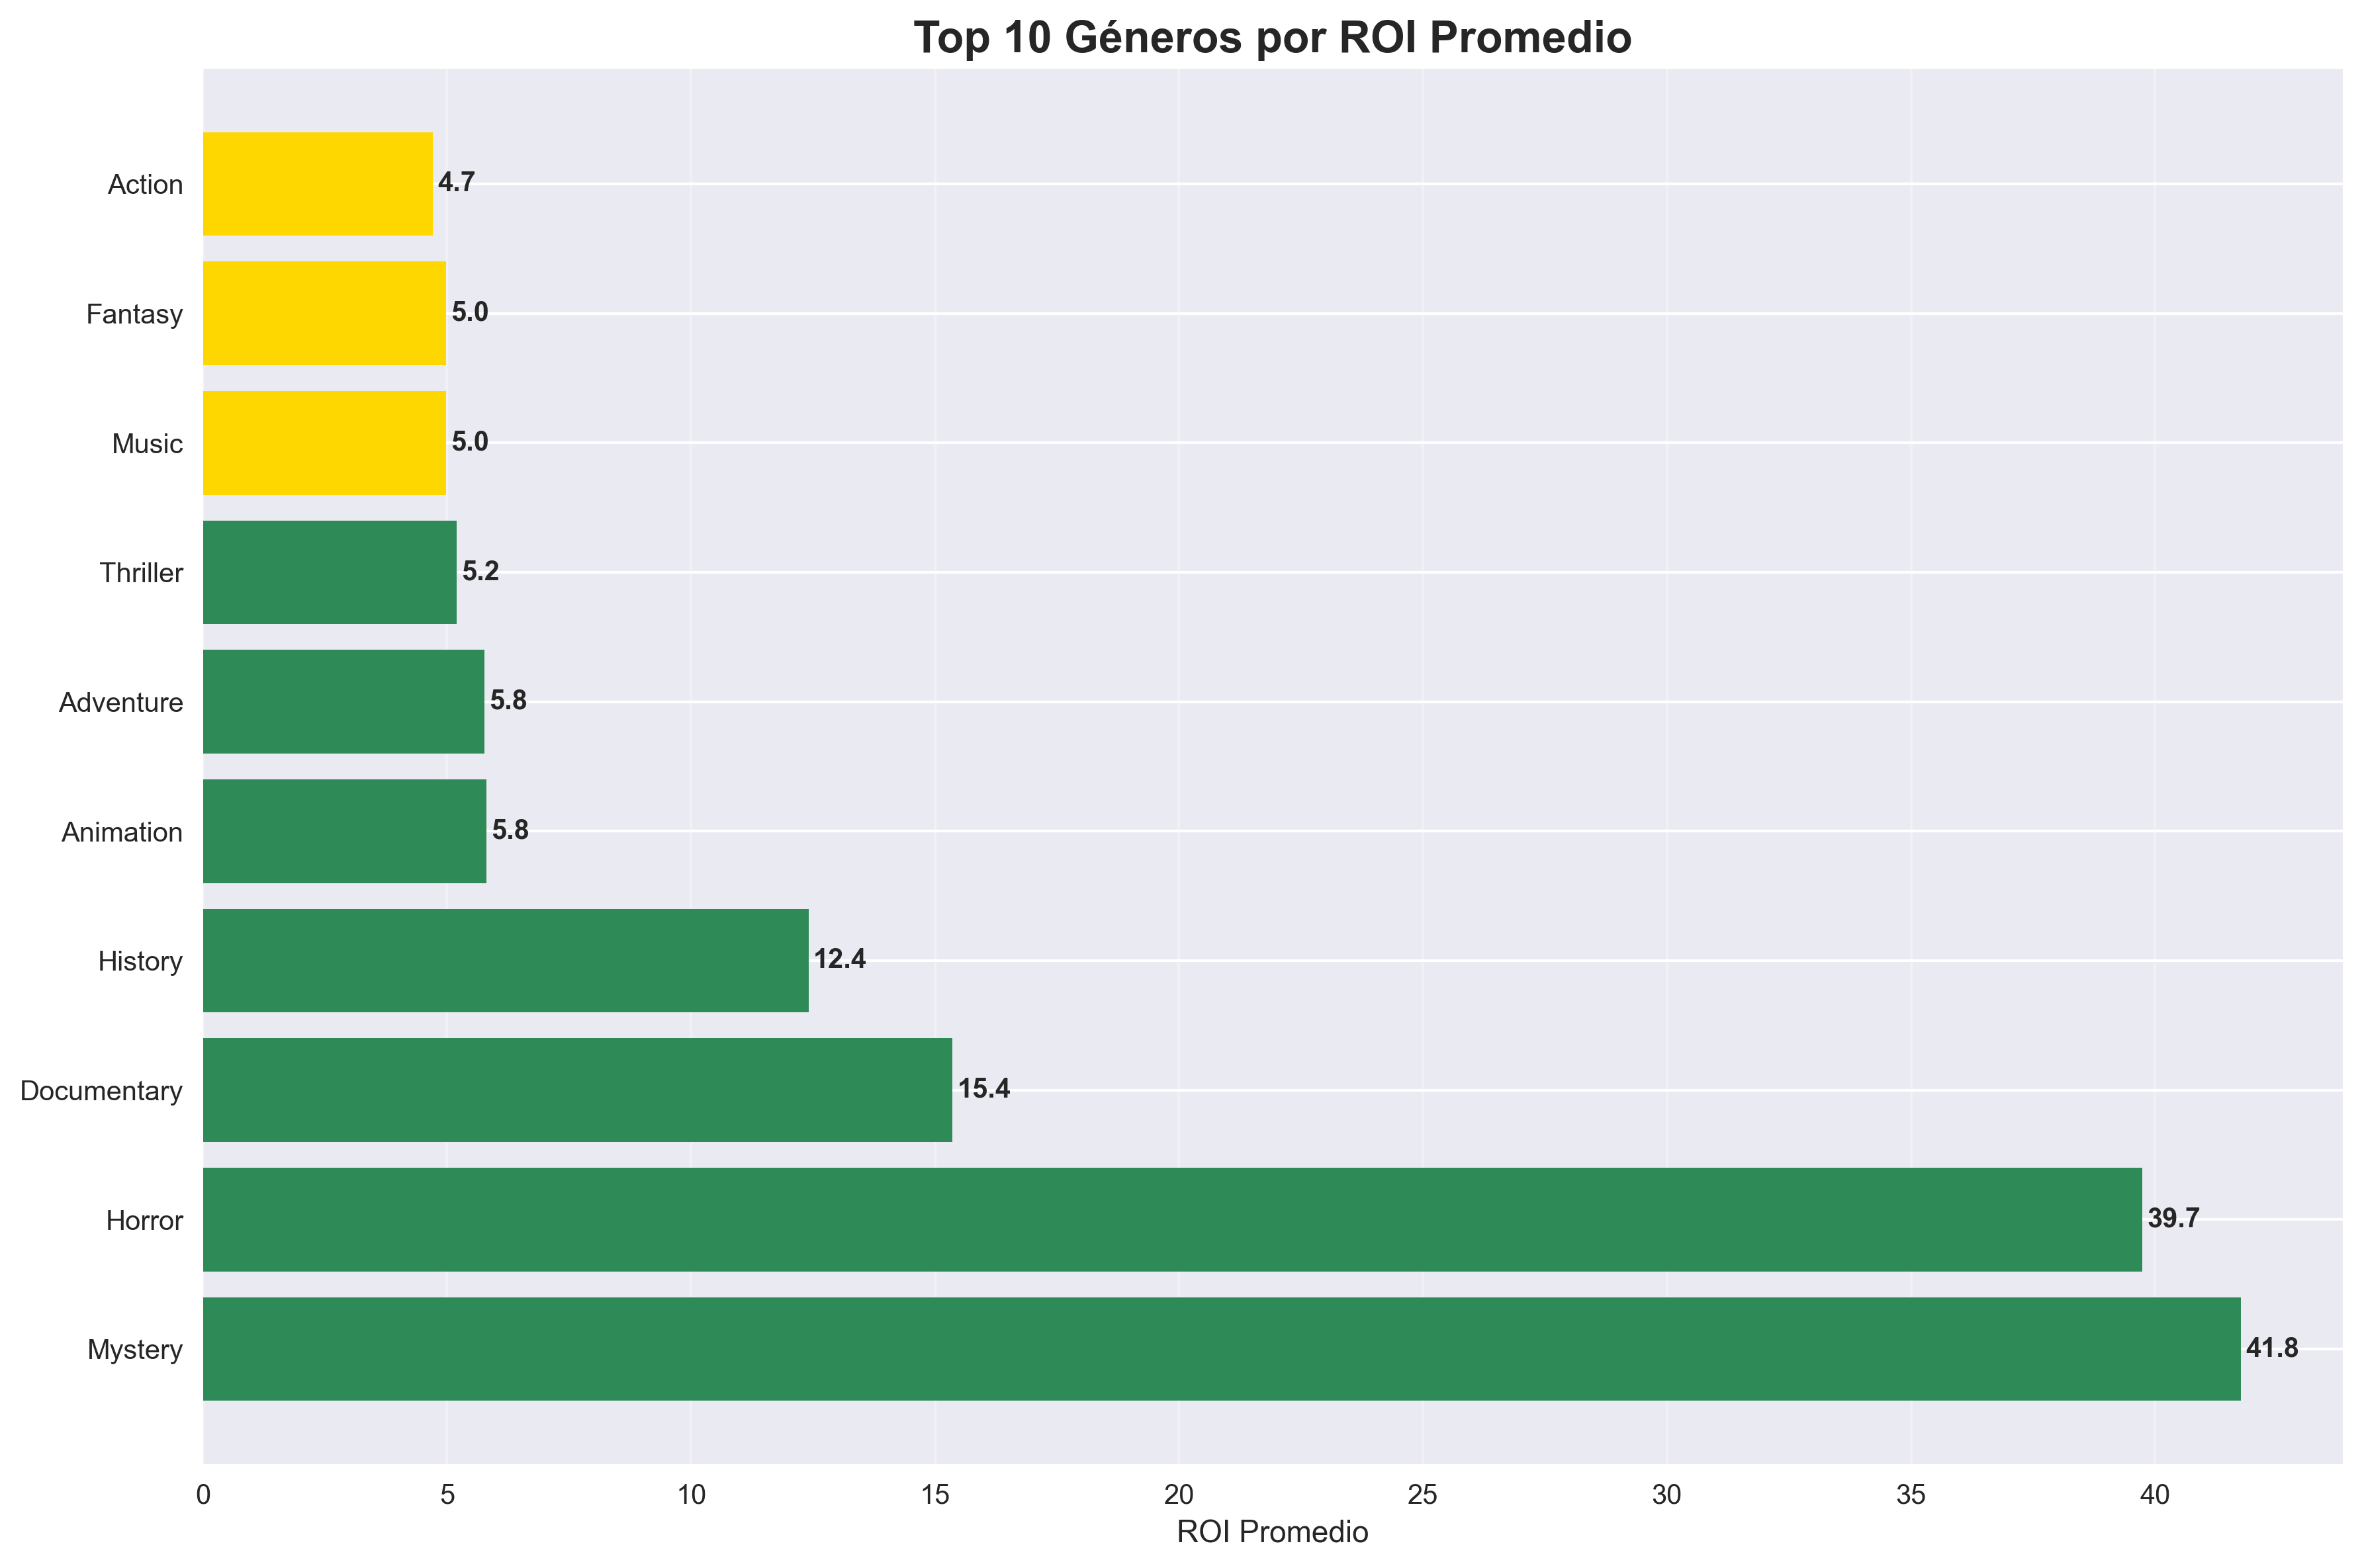 Top 10 Géneros por ROI Promedio
Action 4.7
Fantasy 5.0
Music 5.0
Thriller 5.2
Adventure 5.8
Animation 5.8
History 12.4
Documentary 15.4
Horror 39.7
Mystery 41.8
0 5 10 15 20 25 30 35 40
ROI Promedio